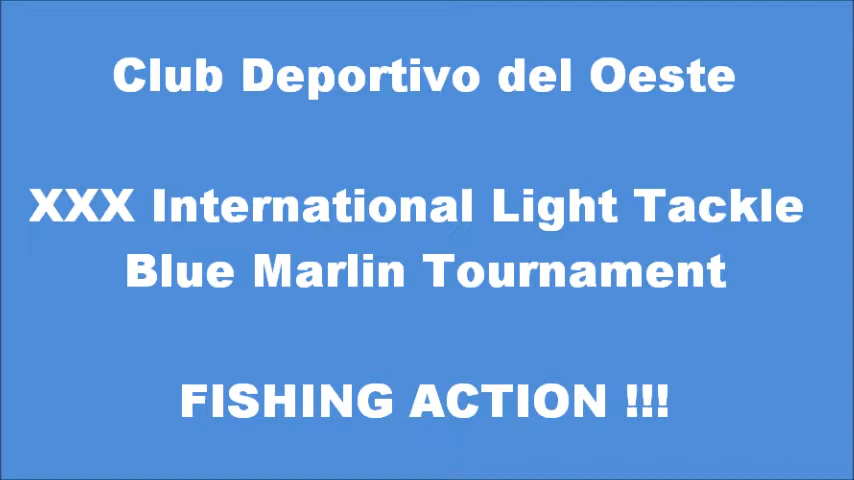 Club Deportivo del Oeste
XXX International Light Tackle
Blue Marlin Tournament
FISHING ACTION !!!